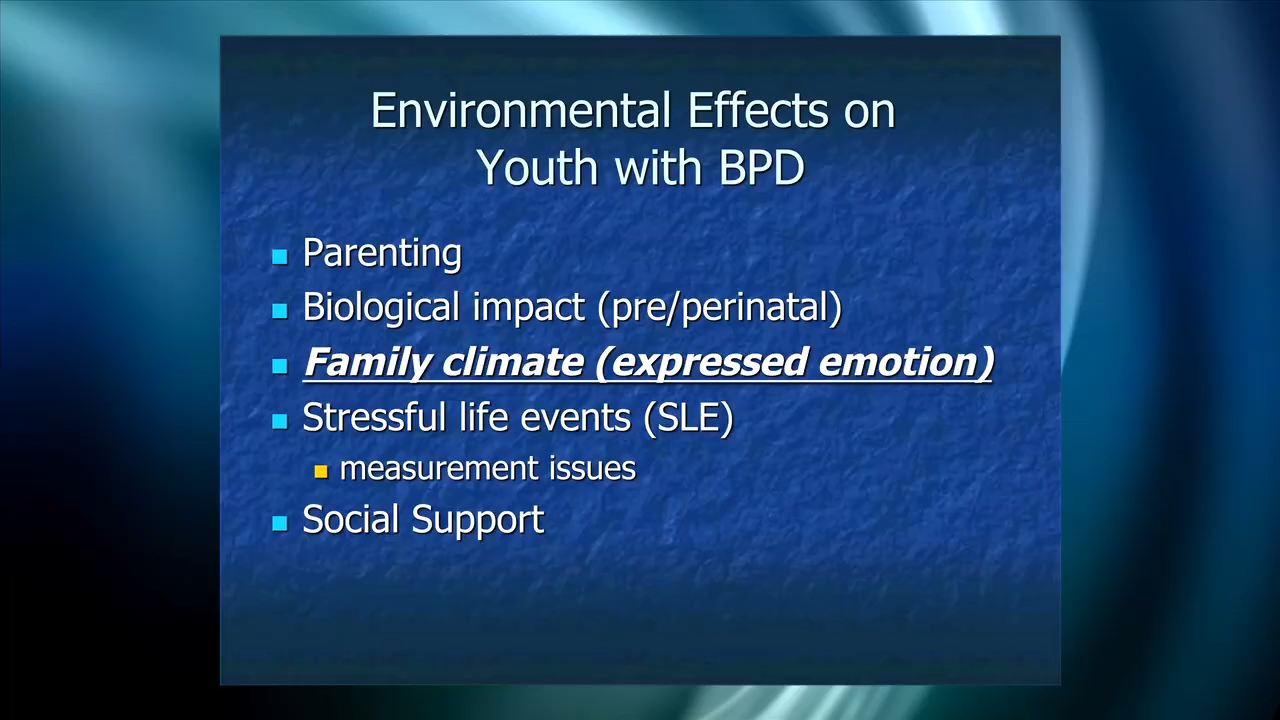 Environmental Effects on
Youth with BPD
Parenting
Biological impact (pre/perinatal)
Family climate (expressed emotion)
Stressful life events (SLE)
measurement issues
Social Support